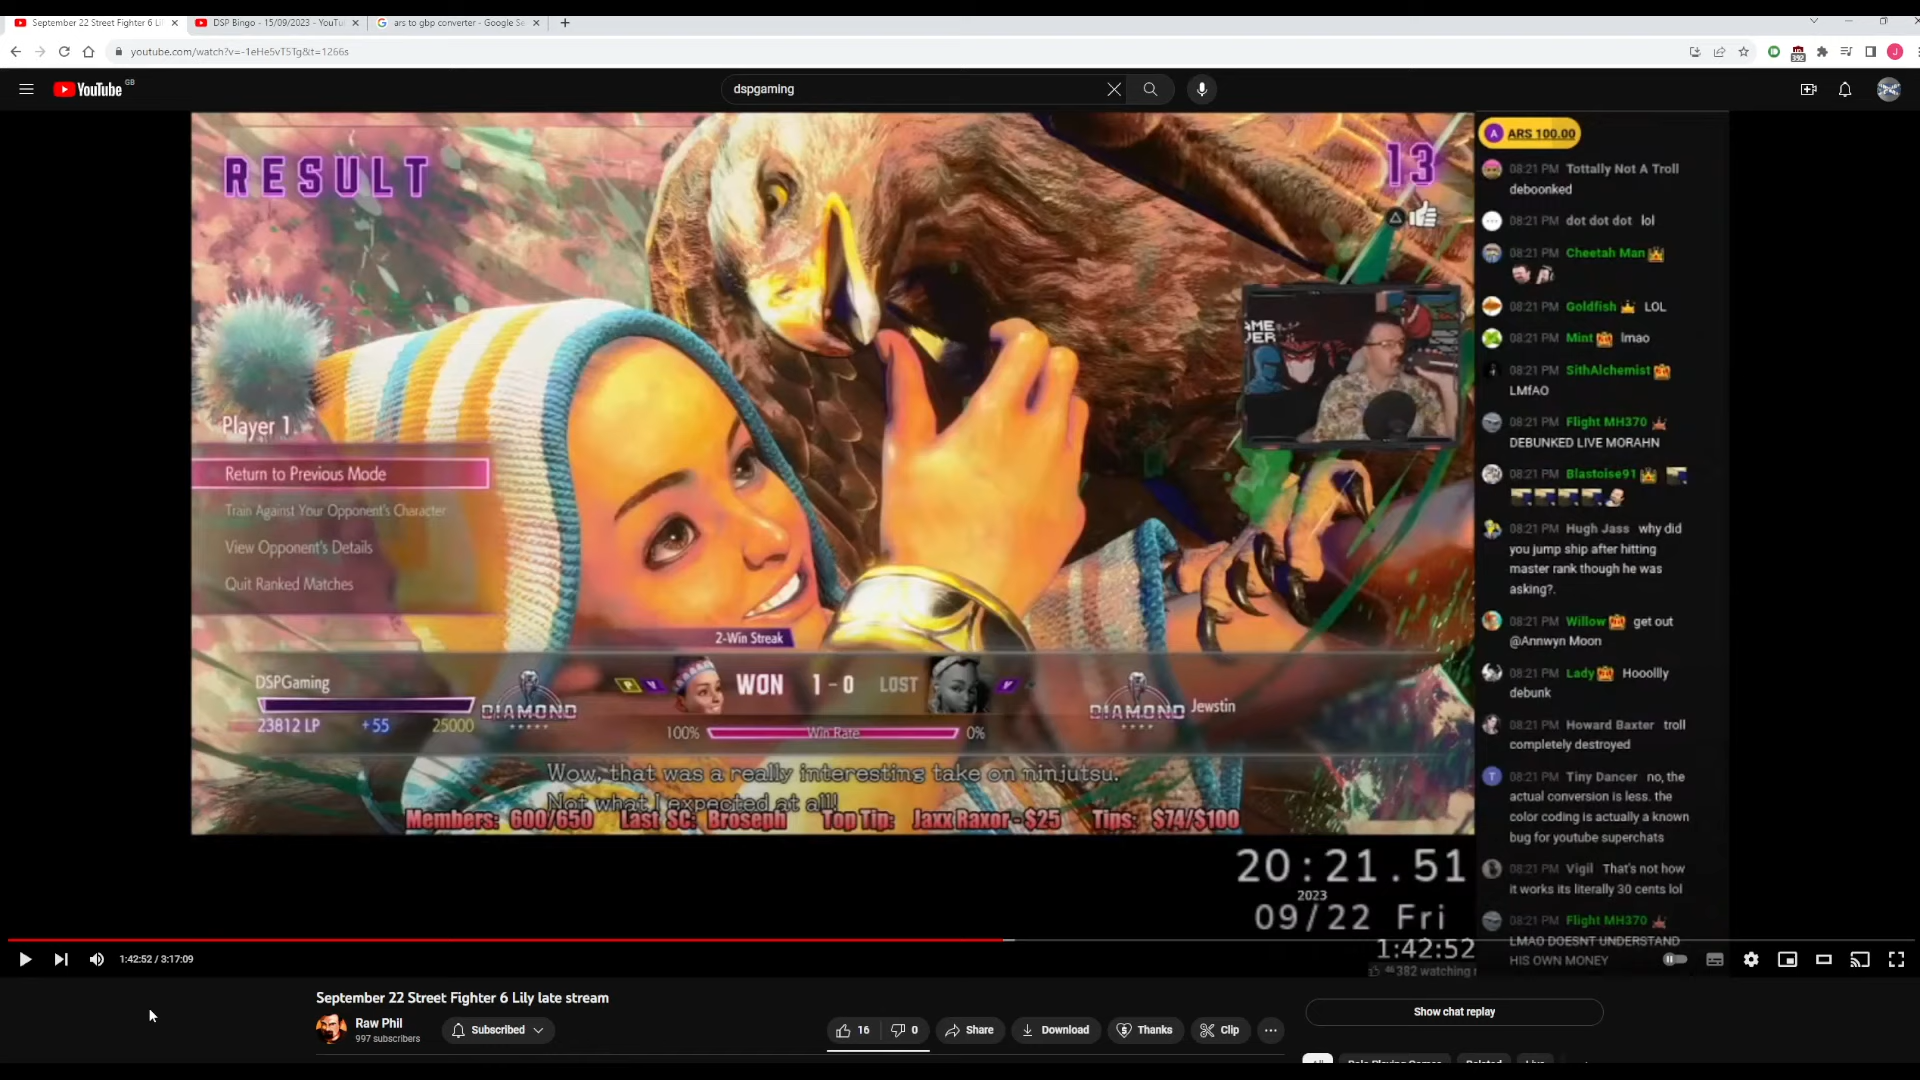 September 22 Street Fighter 6 Li
DSP Bingo - 15/09/2023 - YouTu
ars to gbp converter - Google Se
youtube.com/watch?v=-1eHe5vT5Tg&t=1266s
392
J
YouTube GB
dspgaming
RESULT
13
Player 1
Return to Previous Mode
Train Against Your Opponent's Character
View Opponent's Details
Quit Ranked Matches
2-Win Streak
DSPGaming
DIAMOND
WON 1 - 0 LOST
DIAMOND
Jewstin
23812 LP +55 25000
100% Win Rate 0%
Wow, that was a really interesting take on ninjutsu.
Not what I expected at all!
Members: 600/650 Last SC: Broseph Top Tip: Jaxx Raxor - $25 Tips: $74/$100
20:21.51
2023
09/22 Fri
1:42:52
382 watching
A ARS 100.00
08:21 PM Tottally Not A Troll
deboonked
08:21 PM dot dot dot lol
08:21 PM Cheetah Man
08:21 PM Goldfish LOL
08:21 PM Mint lmao
08:21 PM SithAlchemist
LMfAO
08:21 PM Flight MH370
DEBUNKED LIVE MORAHN
08:21 PM Blastoise91
08:21 PM Hugh Jass why did
you jump ship after hitting
master rank though he was
asking?.
08:21 PM Willow get out
@Annwyn Moon
08:21 PM Lady Hooollly
debunk
08:21 PM Howard Baxter troll
completely destroyed
T 08:21 PM Tiny Dancer no, the
actual conversion is less. the
color coding is actually a known
bug for youtube superchats
08:21 PM Vigil That's not how
it works its literally 30 cents lol
08:21 PM Flight MH370
LMAO DOESNT UNDERSTAND
HIS OWN MONEY
1:42:52 / 3:17:09
September 22 Street Fighter 6 Lily late stream
Raw Phil
997 subscribers
Subscribed
16
0
Share
Download
Thanks
Clip
Show chat replay
All
Role Playing Games
Related
Live